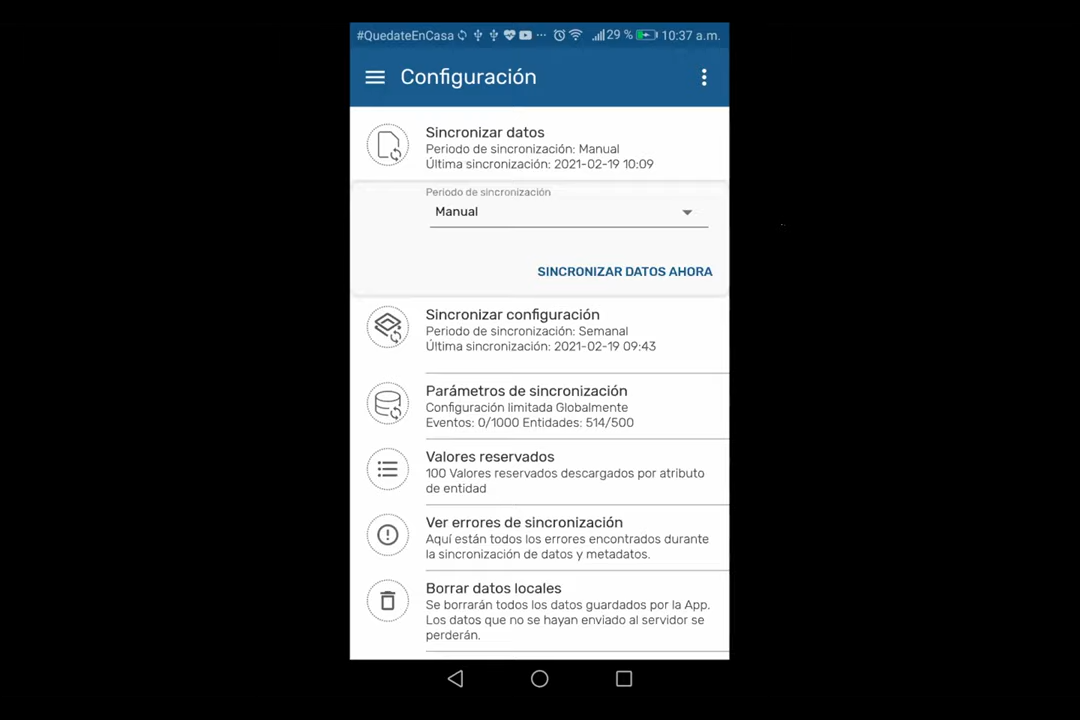 #QuedateEnCasa ... 29 % 10:37 a.m.
Configuración
Sincronizar datos
Periodo de sincronización: Manual
Última sincronización: 2021-02-19 10:09
Periodo de sincronización
Manual
SINCRONIZAR DATOS AHORA
Sincronizar configuración
Periodo de sincronización: Semanal
Última sincronización: 2021-02-19 09:43
Parámetros de sincronización
Configuración limitada Globalmente
Eventos: 0/1000 Entidades: 514/500
Valores reservados
100 Valores reservados descargados por atributo
de entidad
Ver errores de sincronización
Aquí están todos los errores encontrados durante
la sincronización de datos y metadatos.
Borrar datos locales
Se borrarán todos los datos guardados por la App.
Los datos que no se hayan enviado al servidor se
perderán.